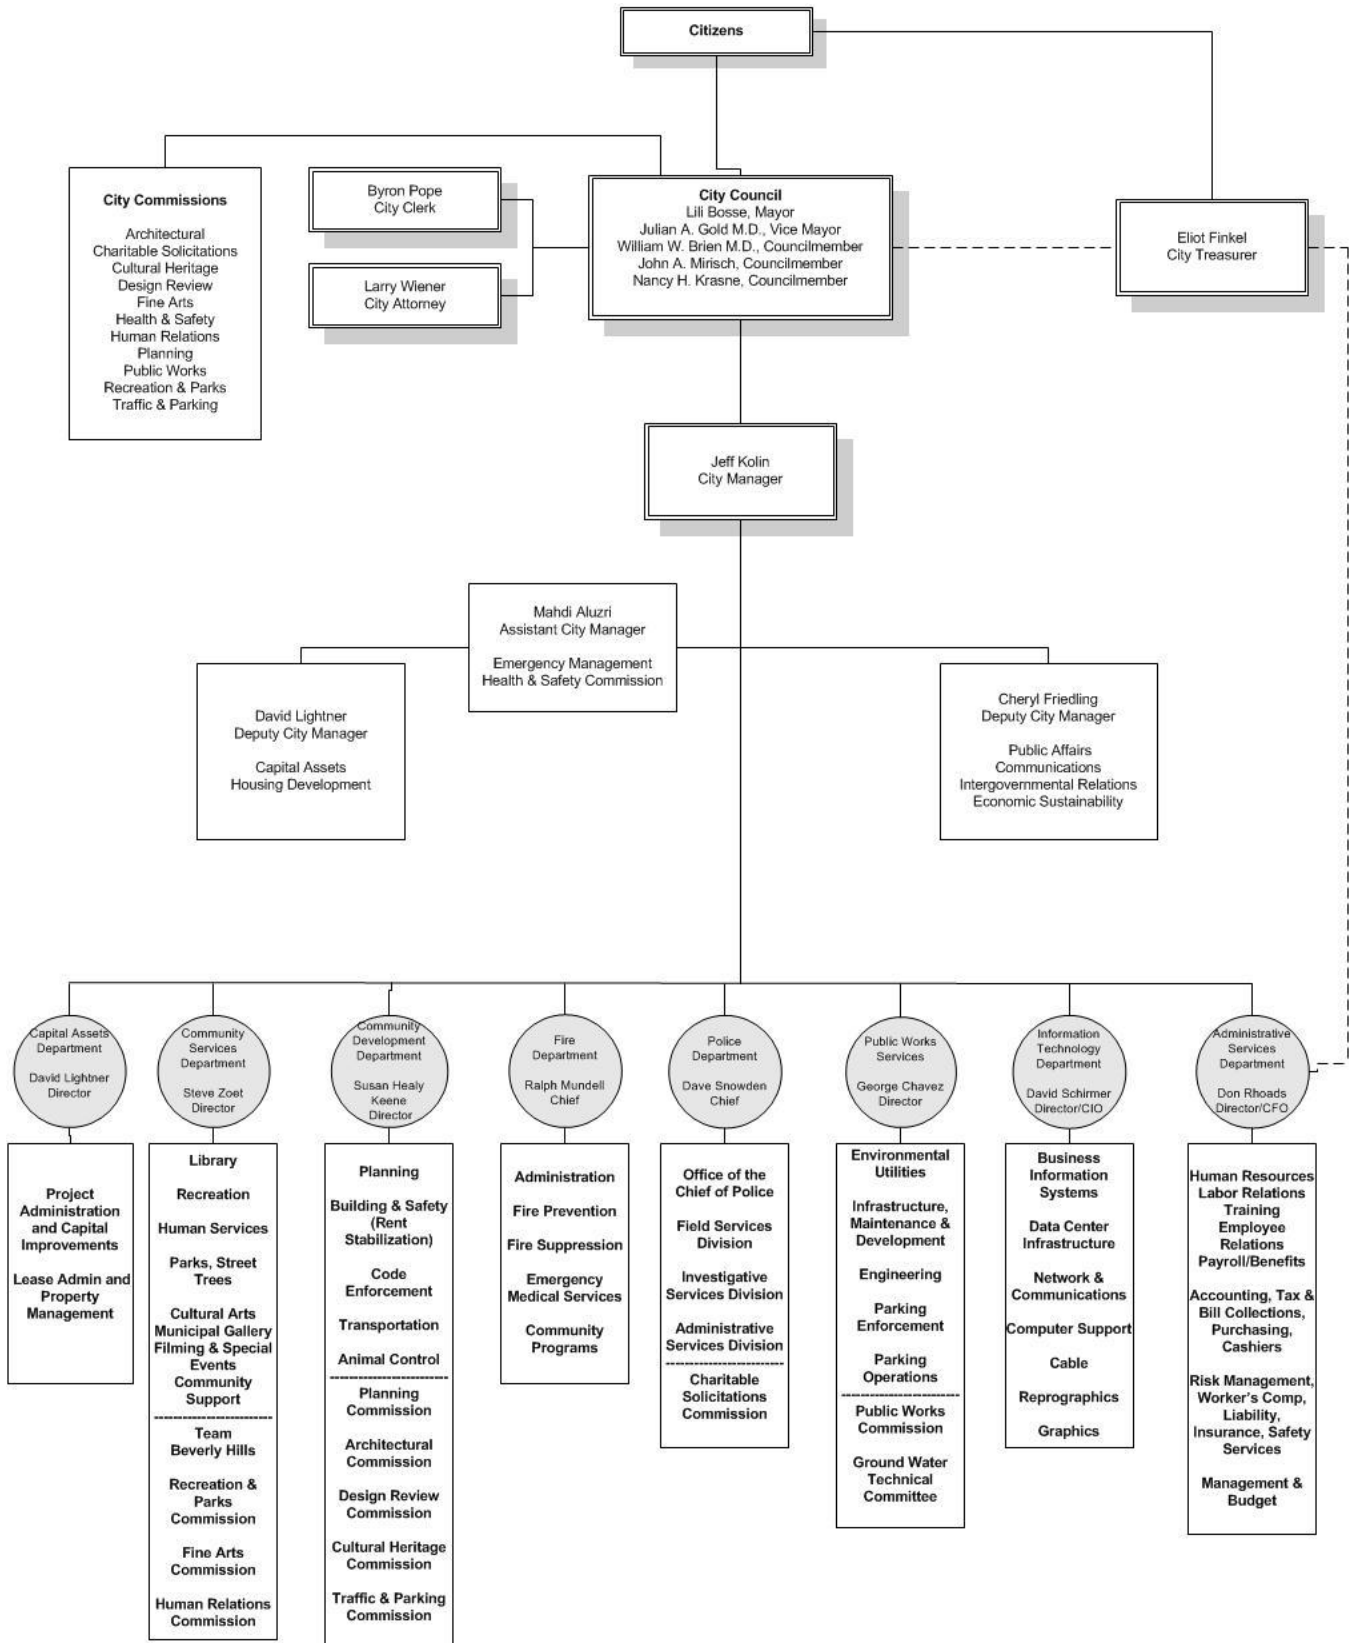 Citizens
City Commissions
Architectural
Charitable Solicitations
Cultural Heritage
Design Review
Fine Arts
Health & Safety
Human Relations
Planning
Public Works
Recreation & Parks
Traffic & Parking
Byron Pope
City Clerk
Larry Wiener
City Attorney
City Council
Lili Bosse, Mayor
Julian A. Gold M.D., Vice Mayor
William W. Brien M.D., Councilmember
John A. Mirisch, Councilmember
Nancy H. Krasne, Councilmember
Eliot Finkel
City Treasurer
Jeff Kolin
City Manager
Mahdi Aluzri
Assistant City Manager
Emergency Management
Health & Safety Commission
David Lightner
Deputy City Manager
Capital Assets
Housing Development
Cheryl Friedling
Deputy City Manager
Public Affairs
Communications
Intergovernmental Relations
Economic Sustainability
Capital Assets
Department
David Lightner
Director
Community
Services
Department
Steve Zoet
Director
Community
Development
Department
Susan Healy
Keene
Director
Fire
Department
Ralph Mundell
Chief
Police
Department
Dave Snowden
Chief
Public Works
Services
George Chavez
Director
Information
Technology
Department
David Schirmer
Director/CIO
Administrative
Services
Department
Don Rhoads
Director/CFO
Project
Administration
and Capital
Improvements
Lease Admin and
Property
Management
Library
Recreation
Human Services
Parks, Street
Trees
Cultural Arts
Municipal Gallery
Filming & Special
Events
Community
Support
Team
Beverly Hills
Recreation &
Parks
Commission
Fine Arts
Commission
Human Relations
Commission
Planning
Building & Safety
(Rent
Stabilization)
Code
Enforcement
Transportation
Animal Control
Planning
Commission
Architectural
Commission
Design Review
Commission
Cultural Heritage
Commission
Traffic & Parking
Commission
Administration
Fire Prevention
Fire Suppression
Emergency
Medical Services
Community
Programs
Office of the
Chief of Police
Field Services
Division
Investigative
Services Division
Administrative
Services Division
Charitable
Solicitations
Commission
Environmental
Utilities
Infrastructure,
Maintenance &
Development
Engineering
Parking
Enforcement
Parking
Operations
Public Works
Commission
Ground Water
Technical
Committee
Business
Information
Systems
Data Center
Infrastructure
Network &
Communications
Computer Support
Cable
Reprographics
Graphics
Human Resources
Labor Relations
Training
Employee
Relations
Payroll/Benefits
Accounting, Tax &
Bill Collections,
Purchasing,
Cashiers
Risk Management,
Worker's Comp,
Liability,
Insurance, Safety
Services
Management &
Budget